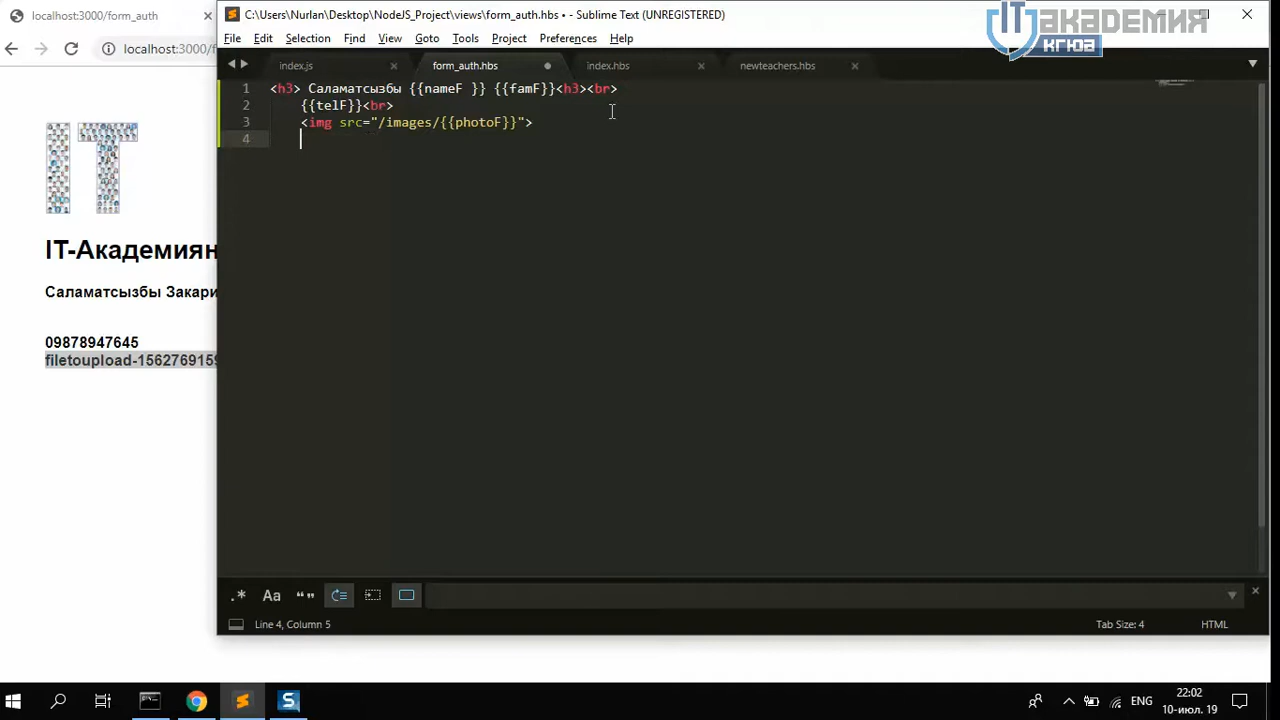 localhost:3000/form_auth
localhost:3000/f
IT-Академиян
Саламатсызбы Закари
09878947645
filetoupload-1562769159
C:\Users\Nurlan\Desktop\NodeJS_Project\views\form_auth.hbs • - Sublime Text (UNREGISTERED)
ITакадемия
КГЮА
File Edit Selection Find View Goto Tools Project Preferences Help
index.js form_auth.hbs index.hbs newteachers.hbs
1 <h3> Саламатсызбы {{nameF }} {{famF}}<h3><br>
2 {{telF}}<br>
3 <img src="/images/{{photoF}}">
4
.* Aa “”
Line 4, Column 5 Tab Size: 4 HTML
ENG 22:02
10-июл. 19